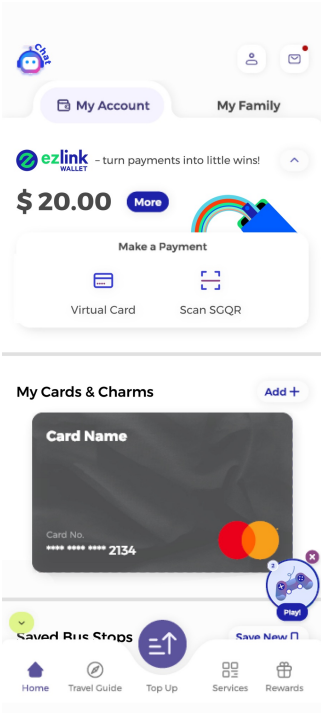 Chat
My Account
My Family
ezlink
WALLET
– turn payments into little wins!
$ 20.00
More
Make a Payment
Virtual Card
Scan SGQR
My Cards & Charms
Add +
Card Name
Card No.
**** **** **** 2134
2
Play!
Saved Bus Stops
Save New
Home
Travel Guide
Top Up
Services
Rewards